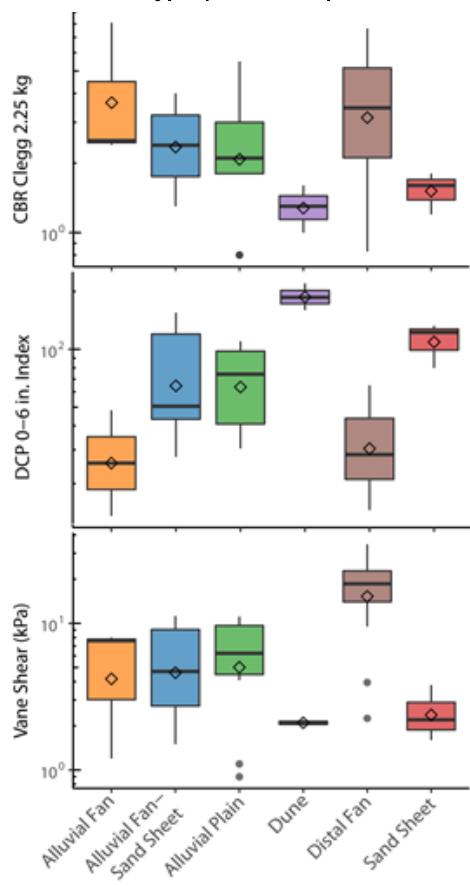 CBR Clegg 2.25 kg
10⁰
DCP 0–6 in. Index
10²
Vane Shear (kPa)
10¹
10⁰
Alluvial Fan
Alluvial Fan–
Sand Sheet
Alluvial Plain
Dune
Distal Fan
Sand Sheet